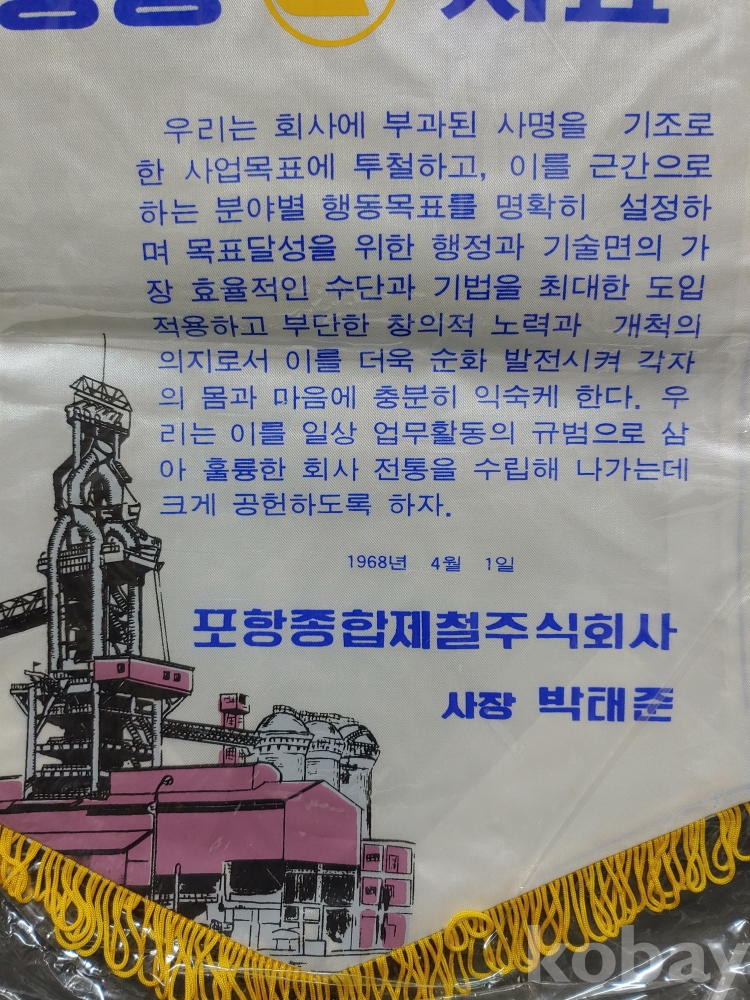 지표
우리는 회사에 부과된 사명을 기조로
한 사업목표에 투철하고, 이를 근간으로
하는 분야별 행동목표를 명확히 설정하
며 목표달성을 위한 행정과 기술면의 가
장 효율적인 수단과 기법을 최대한 도입
적용하고 부단한 창의적 노력과 개척의
의지로서 이를 더욱 순화 발전시켜 각자
의 몸과 마음에 충분히 익숙케 한다. 우
리는 이를 일상 업무활동의 규범으로 삼
아 훌륭한 회사 전통을 수립해 나가는데
크게 공헌하도록 하자.
1968년 4월 1일
포항종합제철주식회사
사장 박태준
kobay